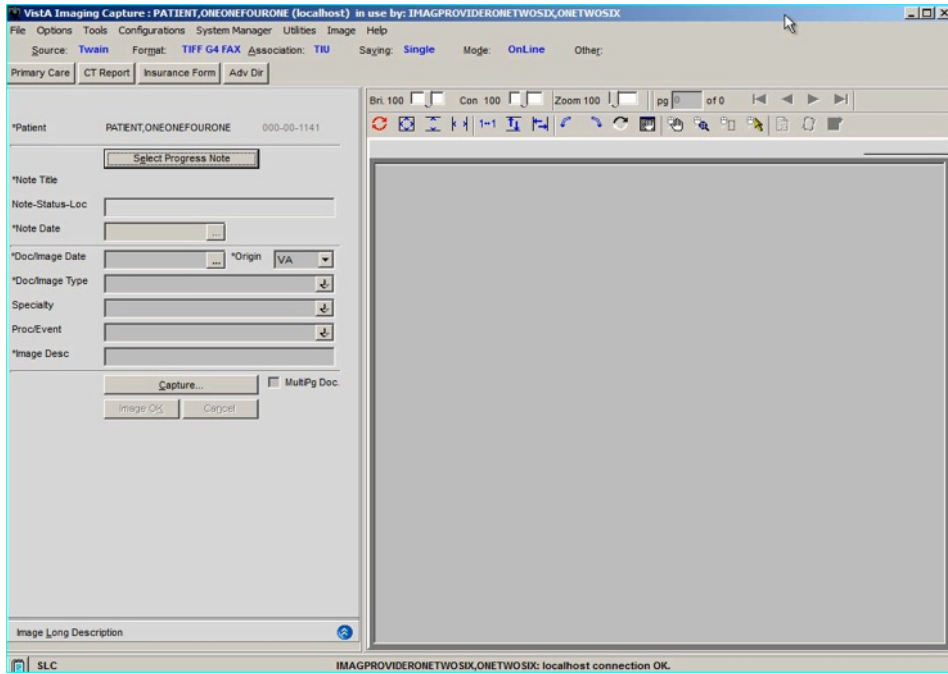 VistA Imaging Capture : PATIENT,ONEONEFOURONE (localhost) in use by: IMAGPROVIDERONETWOSIX,ONETWOSIX
File Options Tools Configurations System Manager Utilities Image Help
Source: Twain Format: TIFF G4 FAX Association: TIU Saving: Single Mode: OnLine Other:
Primary Care CT Report Insurance Form Adv Dir
Bri. 100 Con 100 Zoom 100 pg 0 of 0
*Patient PATIENT,ONEONEFOURONE 000-00-1141
Select Progress Note
*Note Title
Note-Status-Loc
*Note Date ...
*Doc/Image Date ... *Origin VA
*Doc/Image Type
Specialty
Proc/Event
*Image Desc
Capture... MultiPg Doc.
Image OK Cancel
Image Long Description
SLC IMAGPROVIDERONETWOSIX,ONETWOSIX: localhost connection OK.